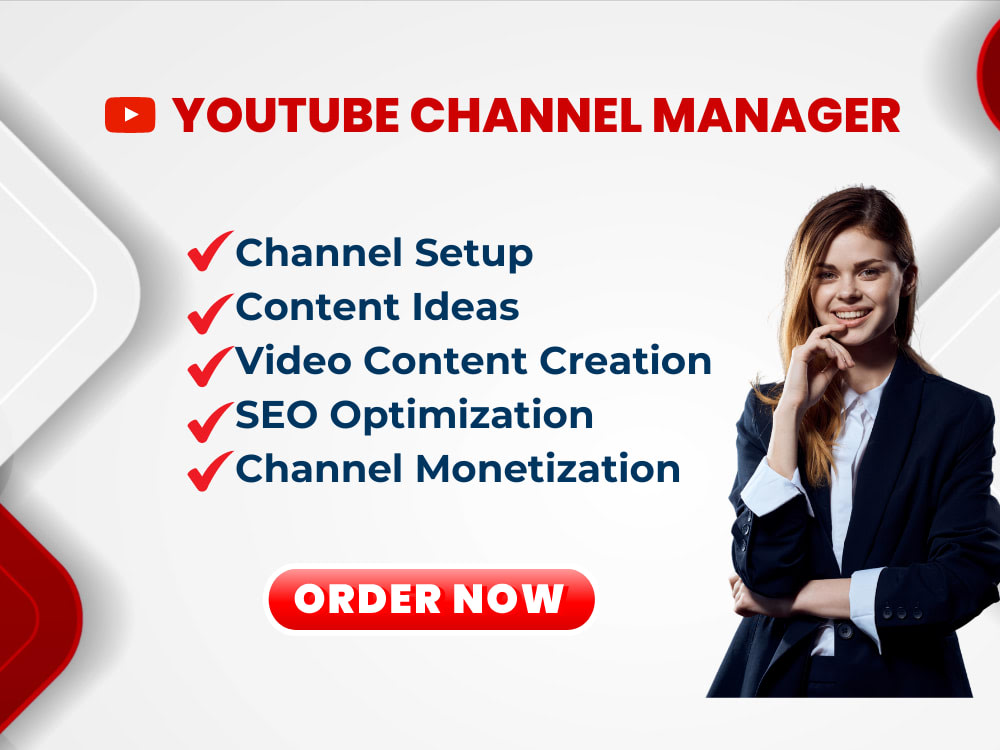 YOUTUBE CHANNEL MANAGER
Channel Setup
Content Ideas
Video Content Creation
SEO Optimization
Channel Monetization
ORDER NOW